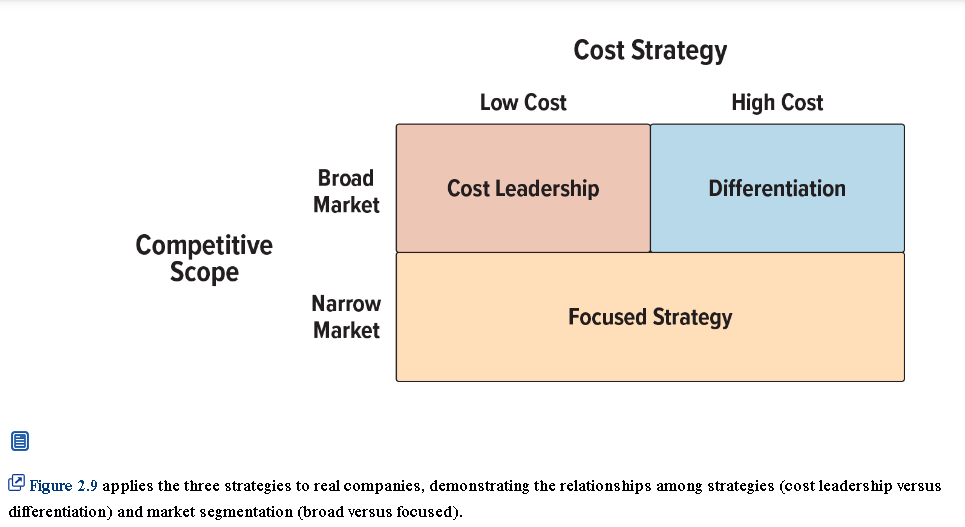 Cost Strategy
Low Cost
High Cost
Broad
Market
Cost Leadership
Differentiation
Competitive
Scope
Narrow
Market
Focused Strategy
Figure 2.9 applies the three strategies to real companies, demonstrating the relationships among strategies (cost leadership versus
differentiation) and market segmentation (broad versus focused).